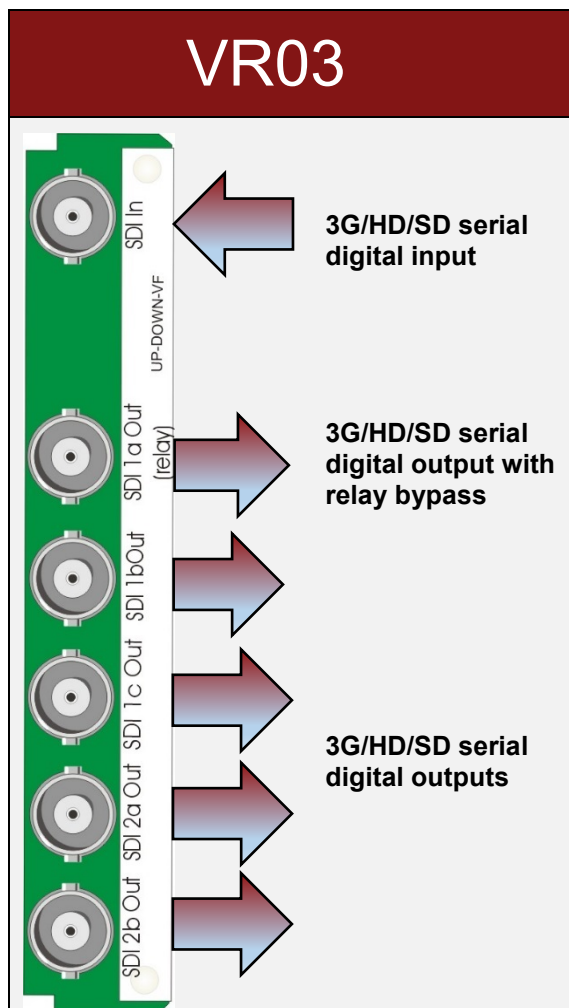 VR03
SDI In
3G/HD/SD serial
digital input
UP-DOWN-VF
SDI 1a Out
(relay)
3G/HD/SD serial
digital output with
relay bypass
SDI 1bOut
SDI 1c Out
3G/HD/SD serial
digital outputs
SDI 2a Out
SDI 2b Out